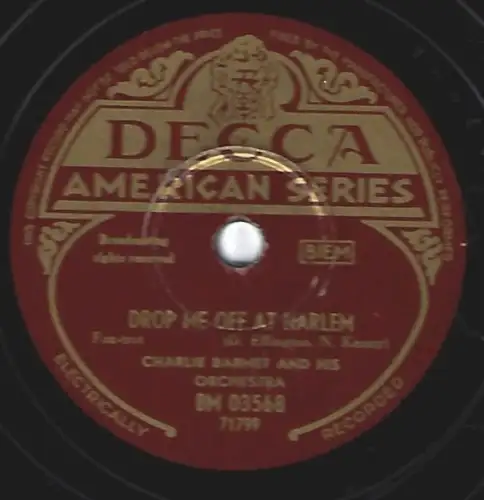 DECCA
AMERICAN SERIES
Broadcasting
rights reserved
BIEM
DROP ME OFF AT HARLEM
Fox-trot
(D. Ellington, N. Kenny)
CHARLIE BARNET AND HIS
ORCHESTRA
BM 03568
71799
ELECTRICALLY
RECORDED